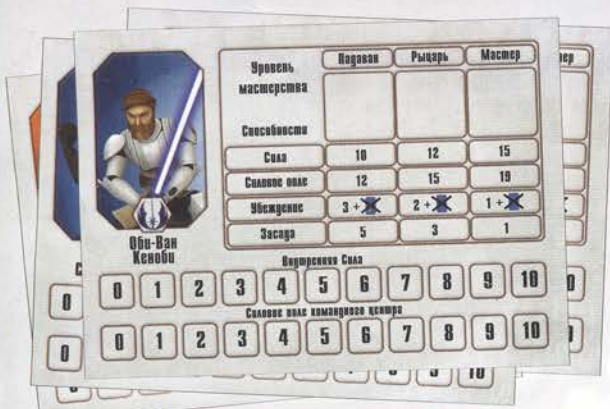 Уровень мастерства
Падаван Рыцарь Мастер
Способности
Сила 10 12 15
Силовое поле 12 15 19
Убеждение 3 + 2 + 1 +
Засада 5 3 1
Оби-Ван
Кеноби
Внутренняя Сила
0 1 2 3 4 5 6 7 8 9 10
Силовое поле командного центра
0 1 2 3 4 5 6 7 8 9 10